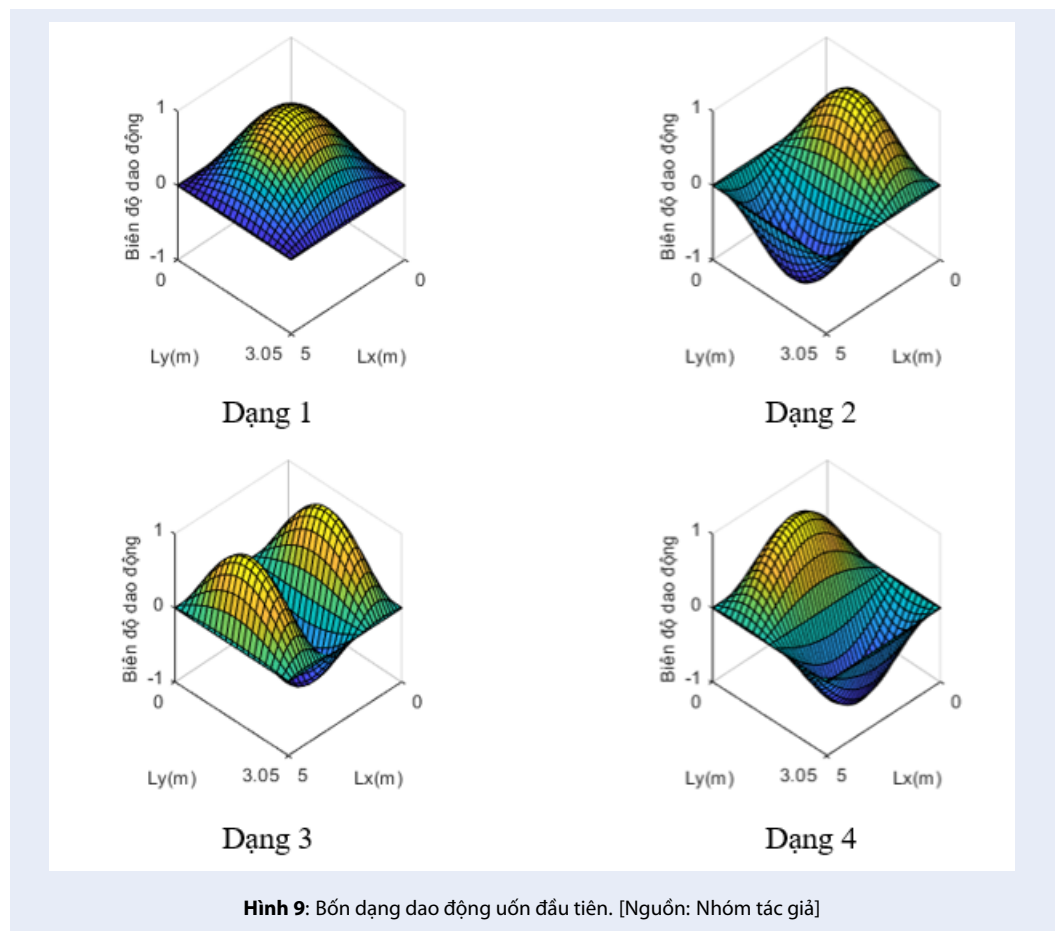 Biên độ dao động
1
0
-1
0
0
Ly(m) 3.05 5 Lx(m)
Dạng 1
Biên độ dao động
1
0
-1
0
0
Ly(m) 3.05 5 Lx(m)
Dạng 2
Biên độ dao động
1
0
-1
0
0
Ly(m) 3.05 5 Lx(m)
Dạng 3
Biên độ dao động
1
0
-1
0
0
Ly(m) 3.05 5 Lx(m)
Dạng 4
Hình 9: Bốn dạng dao động uốn đầu tiên. [Nguồn: Nhóm tác giả]